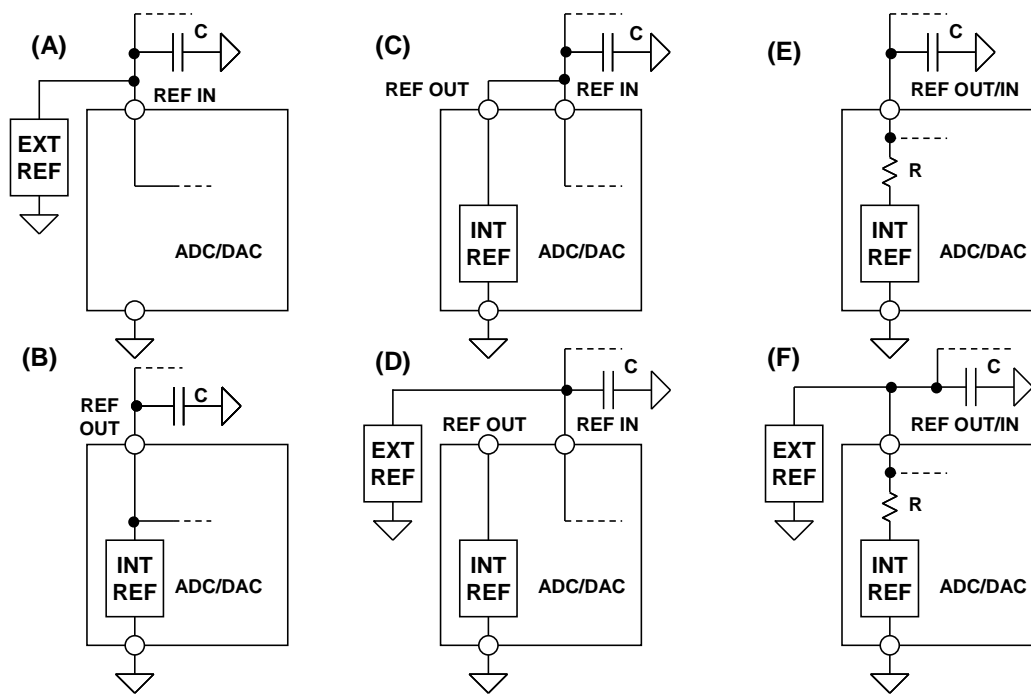 (A)
C
REF IN
EXT
REF
ADC/DAC
(B)
C
REF
OUT
INT
REF
ADC/DAC
(C)
C
REF OUT
REF IN
INT
REF
ADC/DAC
(D)
C
REF OUT
REF IN
EXT
REF
INT
REF
ADC/DAC
(E)
C
REF OUT/IN
R
INT
REF
ADC/DAC
(F)
C
REF OUT/IN
EXT
REF
R
INT
REF
ADC/DAC